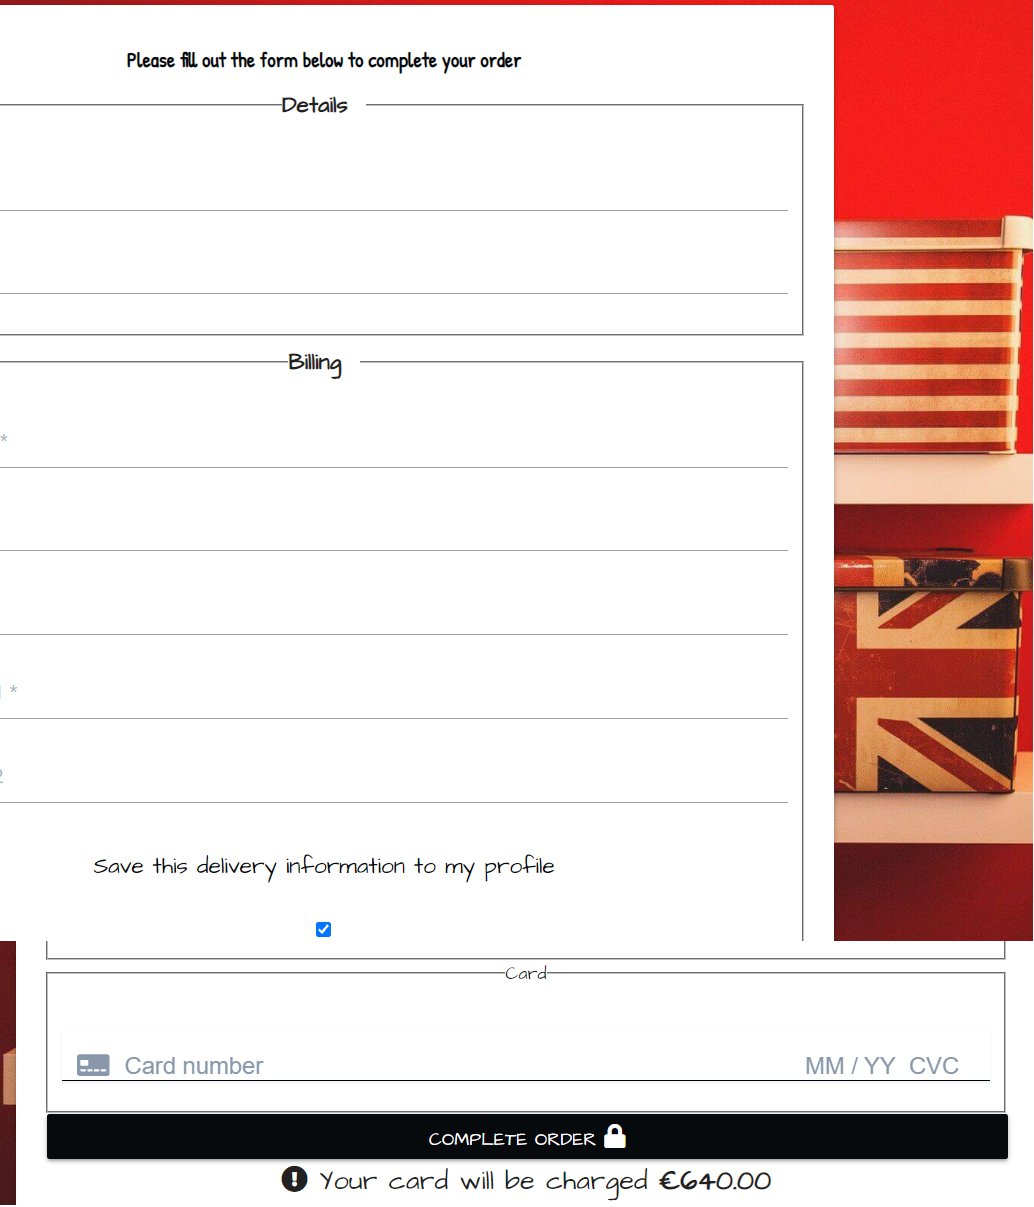 Please fill out the form below to complete your order
Details
Billing
*
*
2
Save this delivery information to my profile
Card
Card number MM / YY CVC
COMPLETE ORDER
Your card will be charged €640.00